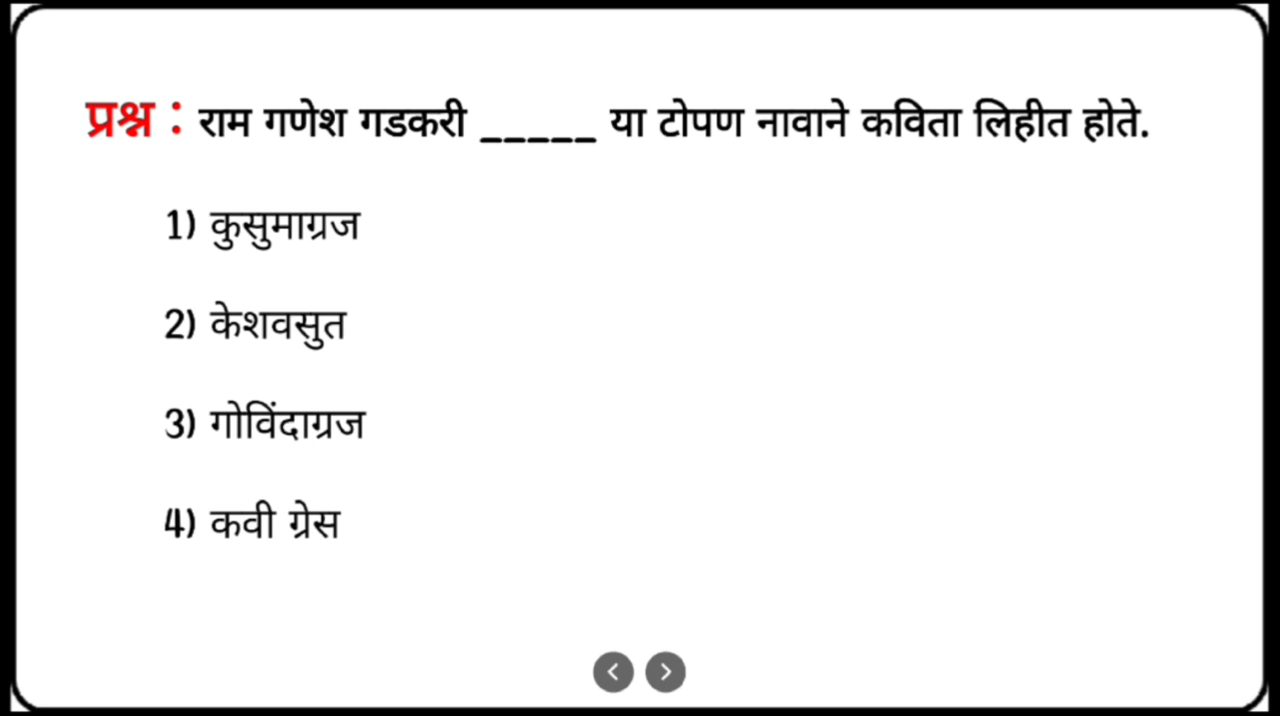 प्रश्न : राम गणेश गडकरी _____ या टोपण नावाने कविता लिहीत होते.
1) कुसुमाग्रज
2) केशवसुत
3) गोविंदाग्रज
4) कवी ग्रेस